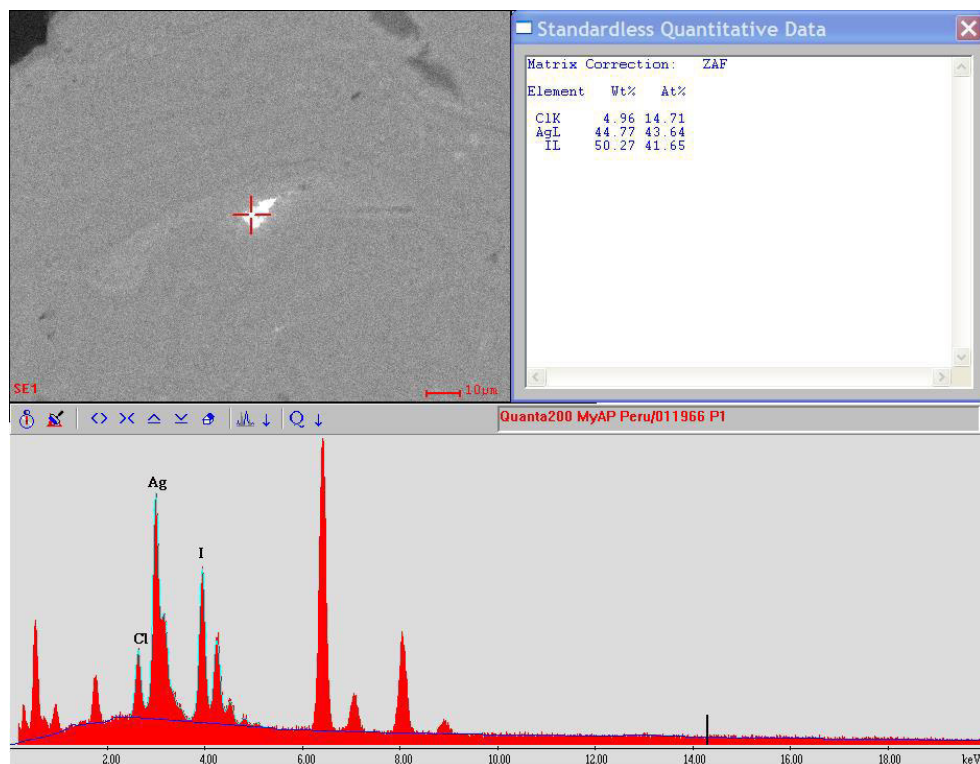 Standardless Quantitative Data
Matrix Correction: ZAF
Element Wt% At%
ClK 4.96 14.71
AgL 44.77 43.64
IL 50.27 41.65
SE1
10μm
Quanta200 MyAP Peru/011966 P1
Ag
I
Cl
2.00 4.00 6.00 8.00 10.00 12.00 14.00 16.00 18.00